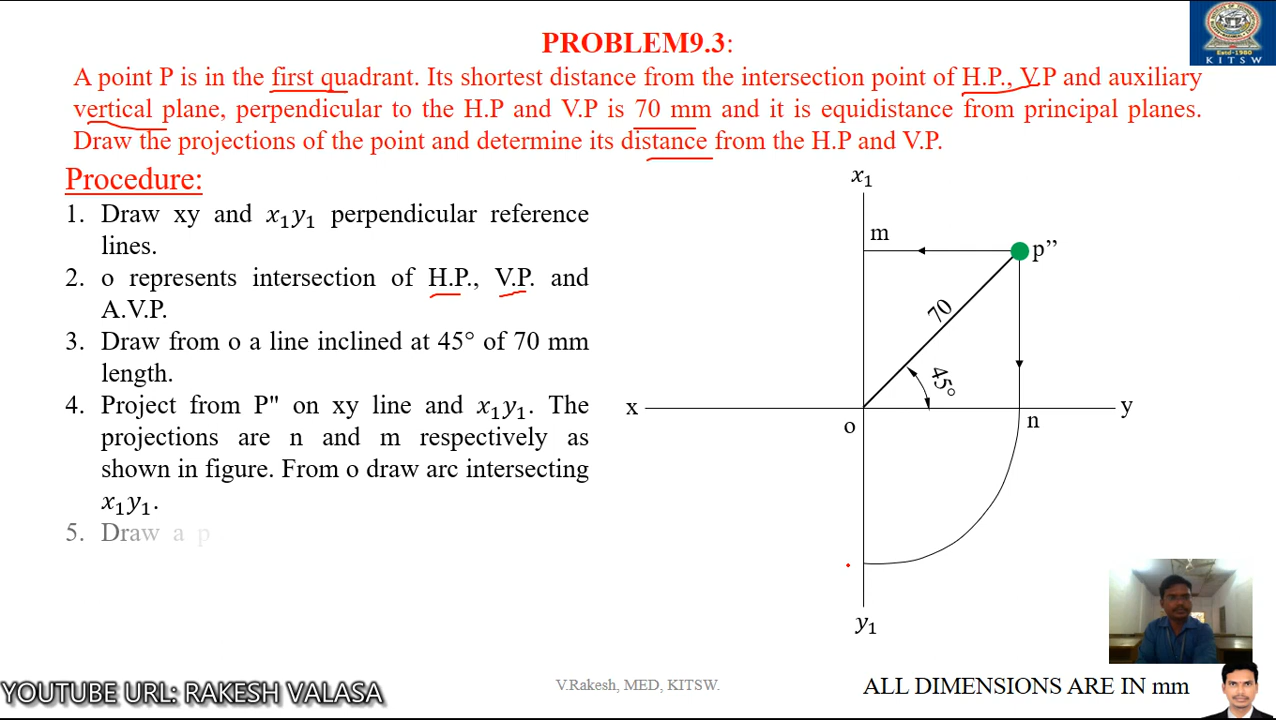 PROBLEM9.3:
A point P is in the first quadrant. Its shortest distance from the intersection point of H.P., V.P and auxiliary
vertical plane, perpendicular to the H.P and V.P is 70 mm and it is equidistance from principal planes.
Draw the projections of the point and determine its distance from the H.P and V.P.
Procedure:
1. Draw xy and x₁y₁ perpendicular reference
lines.
2. o represents intersection of H.P., V.P. and
A.V.P.
3. Draw from o a line inclined at 45° of 70 mm
length.
4. Project from P" on xy line and x₁y₁. The
projections are n and m respectively as
shown in figure. From o draw arc intersecting
x₁y₁.
5. Draw a p
x₁
m
p”
70
45°
x
y
o
n
y₁
Estd-1980
KITSW
YOUTUBE URL: RAKESH VALASA
V.Rakesh, MED, KITSW.
ALL DIMENSIONS ARE IN mm